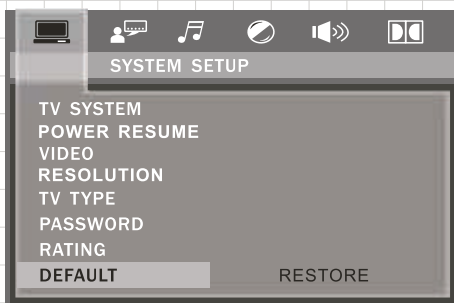 SYSTEM SETUP
TV SYSTEM
POWER RESUME
VIDEO
RESOLUTION
TV TYPE
PASSWORD
RATING
DEFAULT RESTORE